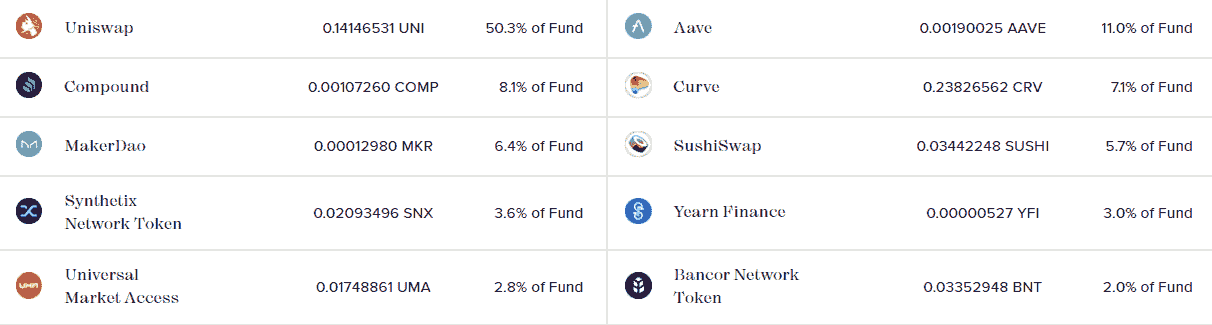 Uniswap 0.14146531 UNI 50.3% of Fund
Aave 0.00190025 AAVE 11.0% of Fund
Compound 0.00107260 COMP 8.1% of Fund
Curve 0.23826562 CRV 7.1% of Fund
MakerDao 0.00012980 MKR 6.4% of Fund
SushiSwap 0.03442248 SUSHI 5.7% of Fund
Synthetix
Network Token 0.02093496 SNX 3.6% of Fund
Yearn Finance 0.00000527 YFI 3.0% of Fund
Universal
Market Access 0.01748861 UMA 2.8% of Fund
Bancor Network
Token 0.03352948 BNT 2.0% of Fund